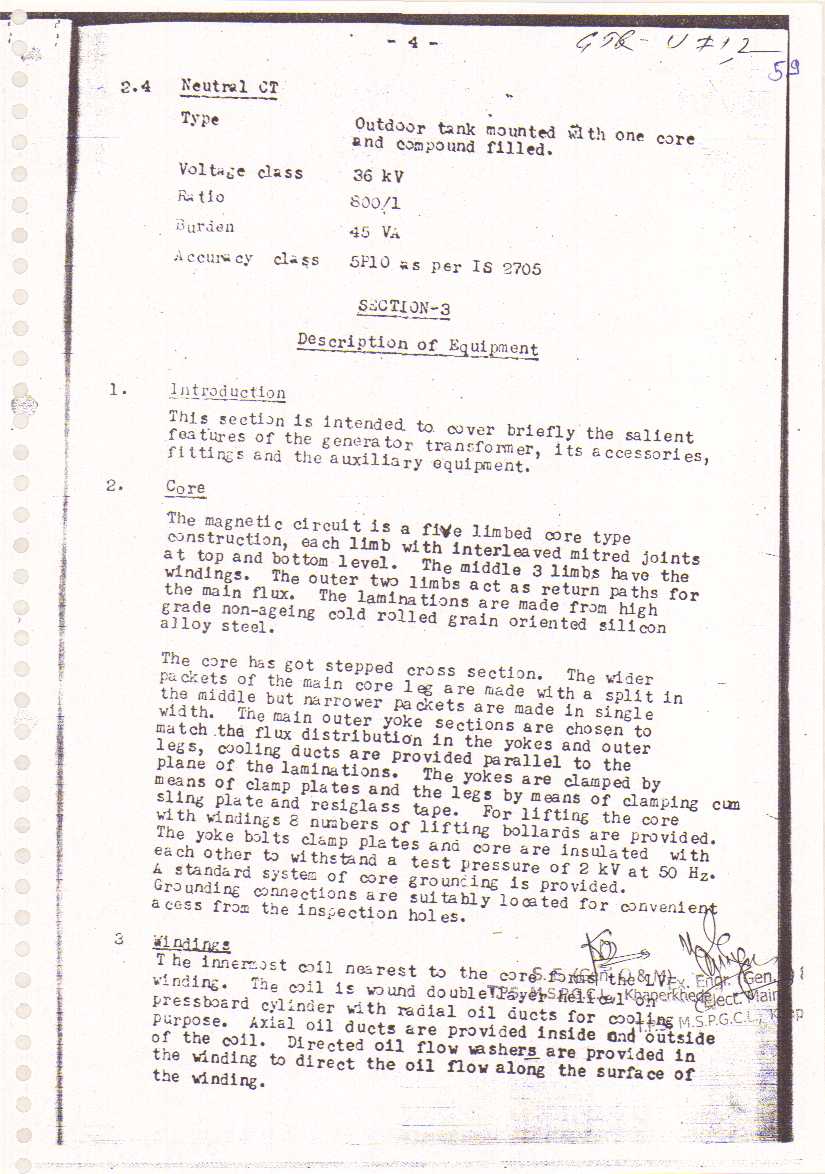 - 4 -
GTR - U #1,2
59
2.4 Neutral CT
Type Outdoor tank mounted with one core
and compound filled.
Voltage class 36 kV
Ratio 800/1
Burden 45 VA
Accuracy class 5P10 as per IS 2705
SECTION-3
Description of Equipment
1. Introduction
This section is intended to cover briefly the salient
features of the generator transformer, its accessories,
fittings and the auxiliary equipment.
2. Core
The magnetic circuit is a five limbed core type
construction, each limb with interleaved mitred joints
at top and bottom level. The middle 3 limbs have the
windings. The outer two limbs act as return paths for
the main flux. The laminations are made from high
grade non-ageing cold rolled grain oriented silicon
alloy steel.
The core has got stepped cross section. The wider
packets of the main core leg are made with a split in
the middle but narrower packets are made in single
width. The main outer yoke sections are chosen to
match the flux distribution in the yokes and outer
legs, cooling ducts are provided parallel to the
plane of the laminations. The yokes are clamped by
means of clamp plates and the legs by means of clamping cum
sling plate and resiglass tape. For lifting the core
with windings 8 numbers of lifting bollards are provided.
The yoke bolts clamp plates and core are insulated with
each other to withstand a test pressure of 2 kV at 50 Hz.
A standard system of core grounding is provided.
Grounding connections are suitably located for convenient
acess from the inspection holes.
3 Windings
The innermost coil nearest to the core forms the LV
winding. The coil is wound double layer helical on
pressboard cylinder with radial oil ducts for cooling
purpose. Axial oil ducts are provided inside and outside
of the coil. Directed oil flow washers are provided in
the winding to direct the oil flow along the surface of
the winding.
(Gen. O & M)
M.S.P.G.C.L., Khaperkheda
Ex. Engr. (Gen.
Elect. Main
M.S.P.G.C.L.,